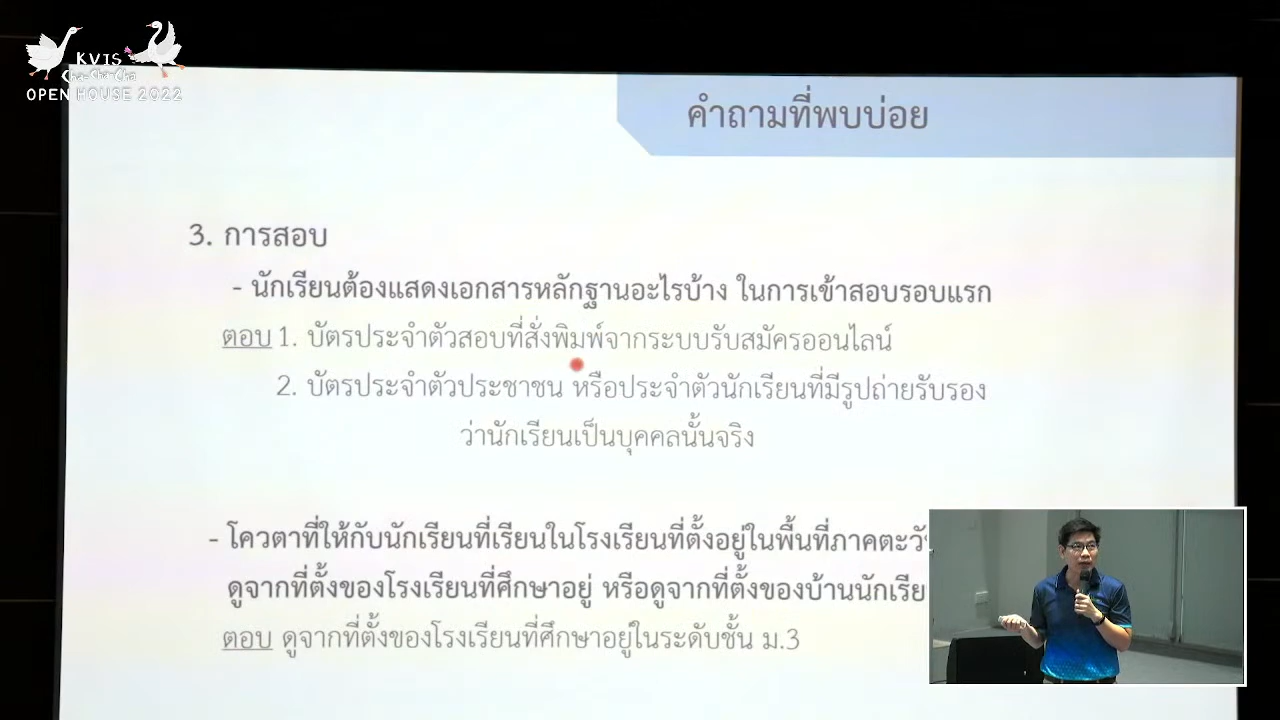 KVIS
Cha-Cha-Cha
OPEN HOUSE 2022
คำถามที่พบบ่อย
3. การสอบ
- นักเรียนต้องแสดงเอกสารหลักฐานอะไรบ้าง ในการเข้าสอบรอบแรก
ตอบ 1. บัตรประจำตัวสอบที่สั่งพิมพ์จากระบบรับสมัครออนไลน์
2. บัตรประจำตัวประชาชน หรือประจำตัวนักเรียนที่มีรูปถ่ายรับรอง
ว่านักเรียนเป็นบุคคลนั้นจริง
- โควตาที่ให้กับนักเรียนที่เรียนในโรงเรียนที่ตั้งอยู่ในพื้นที่ภาคตะวั
ดูจากที่ตั้งของโรงเรียนที่ศึกษาอยู่ หรือดูจากที่ตั้งของบ้านนักเรีย
ตอบ ดูจากที่ตั้งของโรงเรียนที่ศึกษาอยู่ในระดับชั้น ม.3